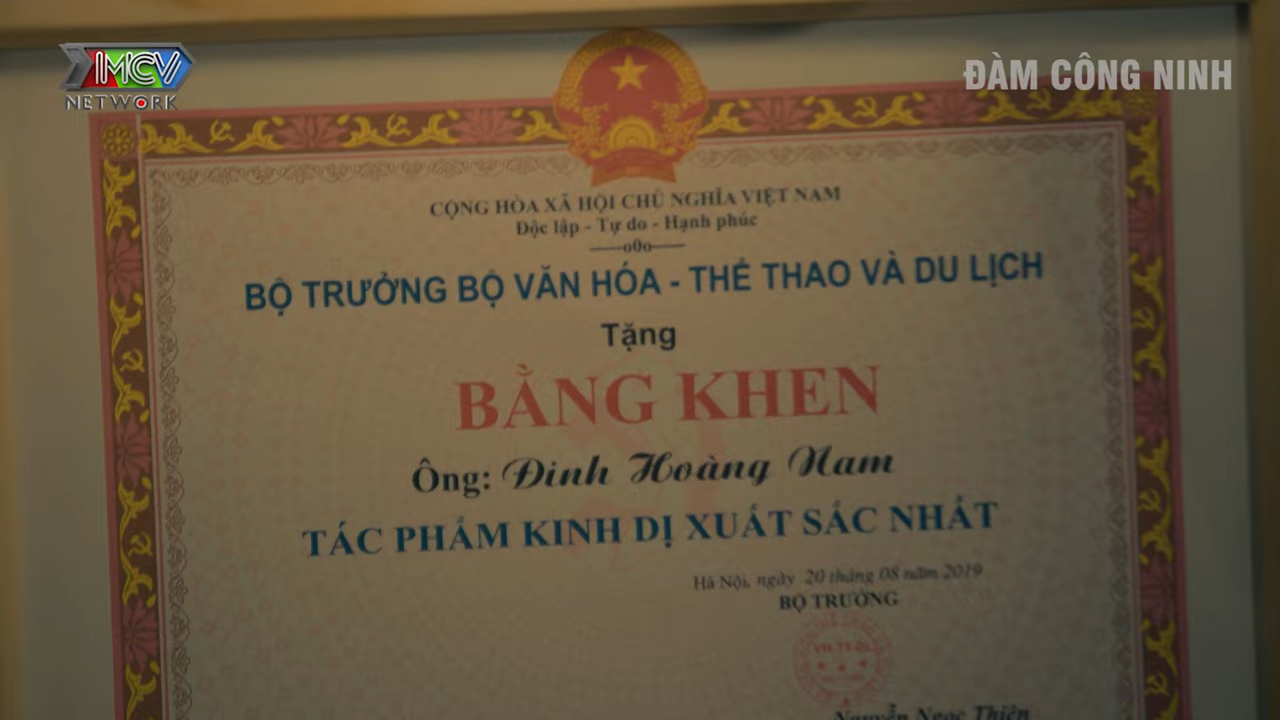 MCV
NETWORK
ĐÀM CÔNG NINH
CỘNG HÒA XÃ HỘI CHỦ NGHĨA VIỆT NAM
Độc lập - Tự do - Hạnh phúc
-----o0o-----
BỘ TRƯỞNG BỘ VĂN HÓA - THỂ THAO VÀ DU LỊCH
Tặng
BẰNG KHEN
Ông: Đinh Hoàng Nam
TÁC PHẨM KINH DỊ XUẤT SẮC NHẤT
Hà Nội, ngày 20 tháng 08 năm 2019
BỘ TRƯỞNG
Nguyễn Ngọc Thiện